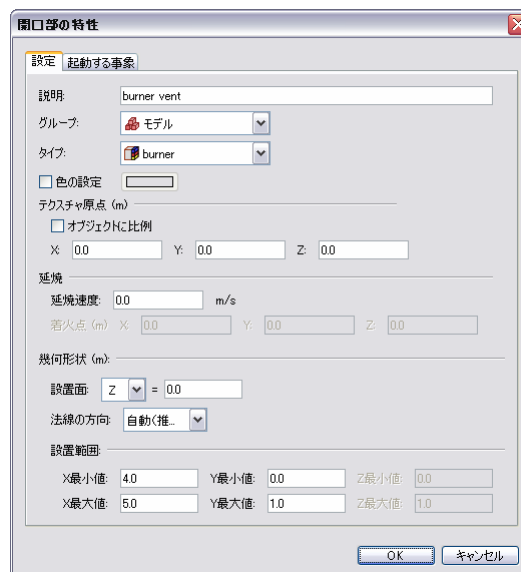 開口部の特性
設定 起動する事象
説明: burner vent
グループ: モデル
タイプ: burner
色の設定
テクスチャ原点 (m)
オブジェクトに比例
X: 0.0 Y: 0.0 Z: 0.0
延焼
延焼速度: 0.0 m/s
着火点 (m) X: 0.0 Y: 0.0 Z: 0.0
幾何形状 (m):
設置面: Z = 0.0
法線の方向: 自動(推...
設置範囲:
X最小値: 4.0 Y最小値: 0.0 Z最小値: 0.0
X最大値: 5.0 Y最大値: 1.0 Z最大値: 1.0
OK キャンセル